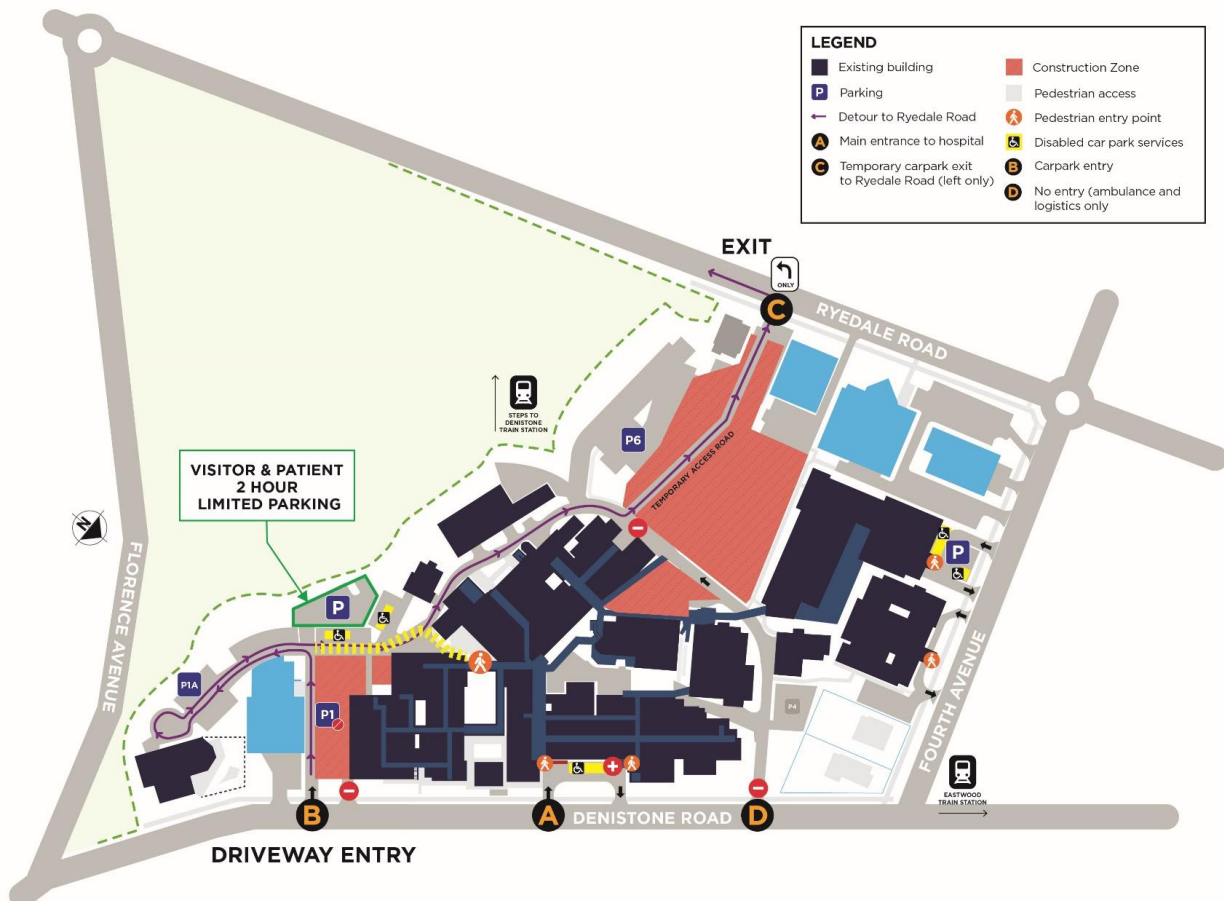 LEGEND
Existing building
P
Parking
Detour to Ryedale Road
A
Main entrance to hospital
C
Temporary carpark exit
to Ryedale Road (left only)
Construction Zone
Pedestrian access
Pedestrian entry point
Disabled car park services
B
Carpark entry
D
No entry (ambulance and
logistics only
EXIT
ONLY
C
RYEDALE ROAD
STEPS TO
DENISTONE
TRAIN STATION
P6
TEMPORARY ACCESS ROAD
VISITOR & PATIENT
2 HOUR
LIMITED PARKING
N
FLORENCE AVENUE
P
P
P1A
P1
P4
FOURTH AVENUE
EASTWOOD
TRAIN STATION
B
A
DENISTONE ROAD
D
DRIVEWAY ENTRY